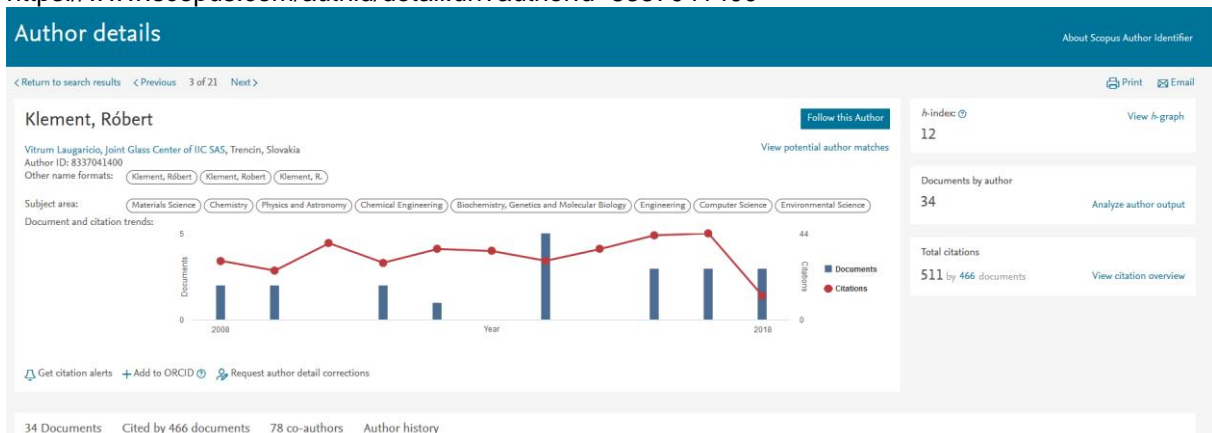 Author details
About Scopus Author Identifier
Return to search results Previous 3 of 21 Next
Print Email
Klement, Róbert
Follow this Author
Vitrum Laugaricio, Joint Glass Center of IIC SAS, Trencin, Slovakia
View potential author matches
Author ID: 8337041400
Other name formats: Klement, Róbert Klement, Robert Klement, R.
Subject area: Materials Science Chemistry Physics and Astronomy Chemical Engineering Biochemistry, Genetics and Molecular Biology Engineering Computer Science Environmental Science
Document and citation trends:
5
44
Documents
Citations
Documents
Citations
0
0
2008
Year
2018
Get citation alerts + Add to ORCID Request author detail corrections
h-index:
View h-graph
12
Documents by author
34
Analyze author output
Total citations
511 by 466 documents
View citation overview
34 Documents Cited by 466 documents 78 co-authors Author history